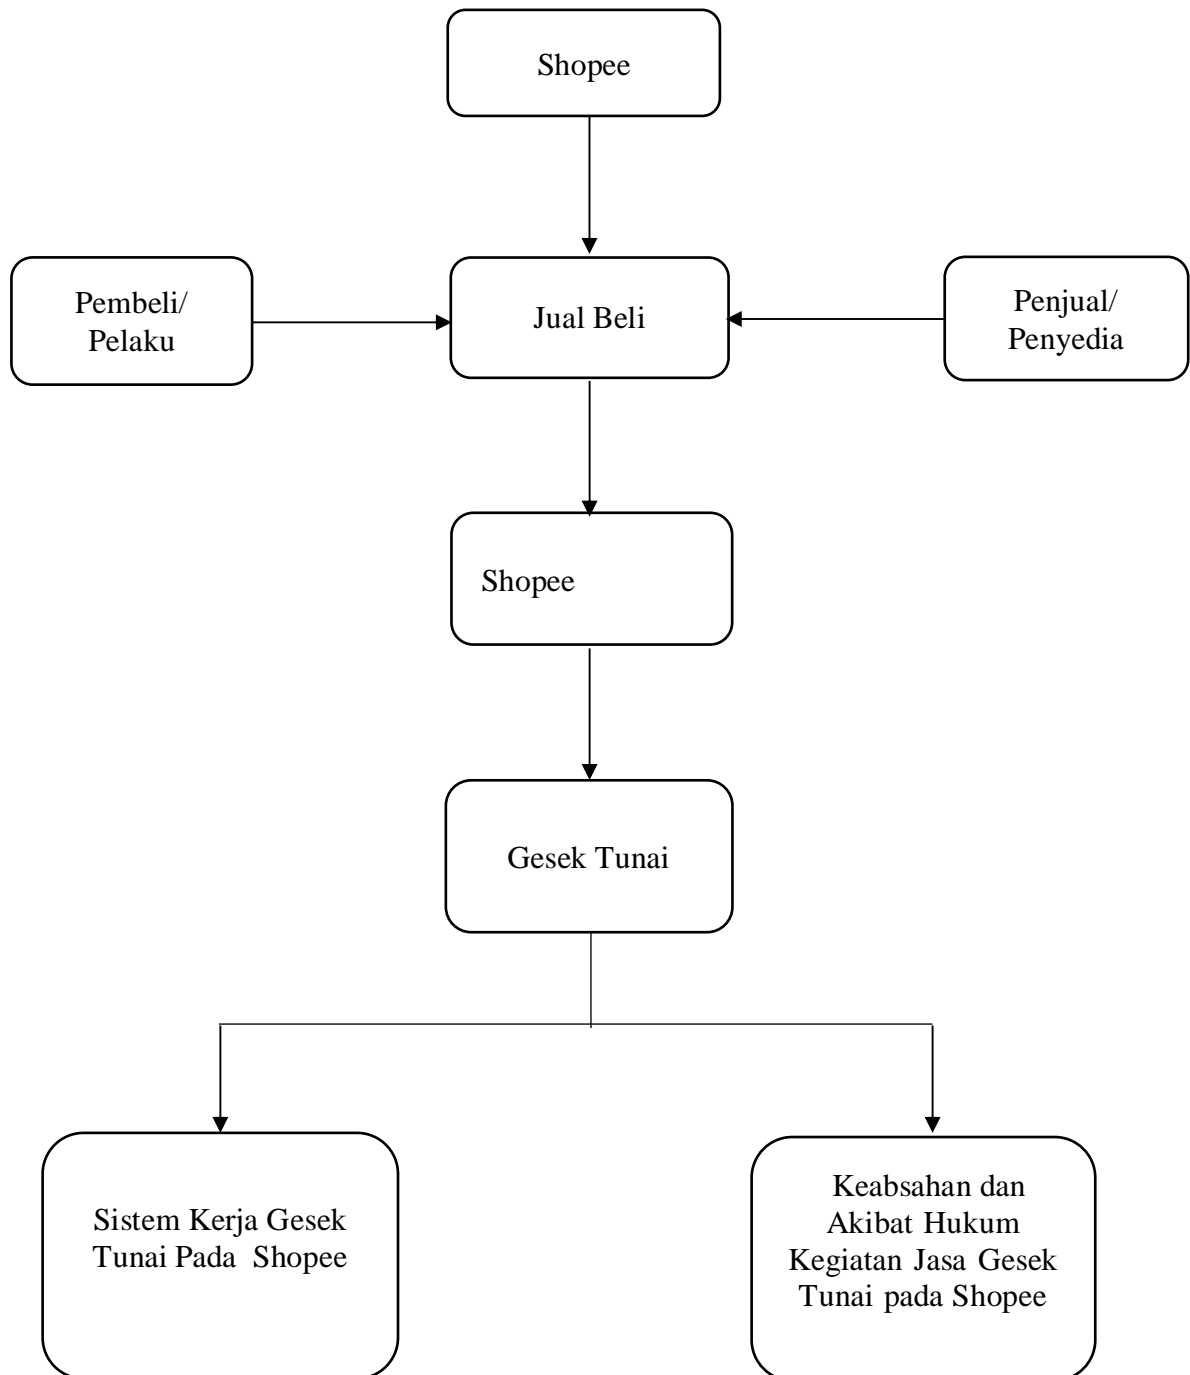 Shopee
Pembeli/
Pelaku
Jual Beli
Penjual/
Penyedia
Shopee
Gesek Tunai
Sistem Kerja Gesek
Tunai Pada Shopee
Keabsahan dan
Akibat Hukum
Kegiatan Jasa Gesek
Tunai pada Shopee